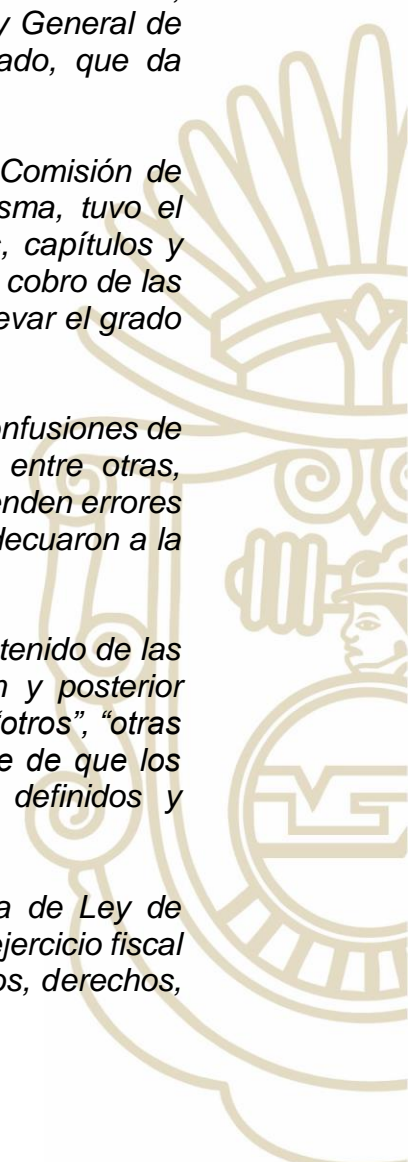 y General de
ado, que da
Comisión de
sma, tuvo el
, capítulos y
cobro de las
evar el grado
onfusiones de
entre otras,
enden errores
decuaron a la
tenido de las
n y posterior
“otros”, “otras
e de que los
definidos y
a de Ley de
ejercicio fiscal
os, derechos,